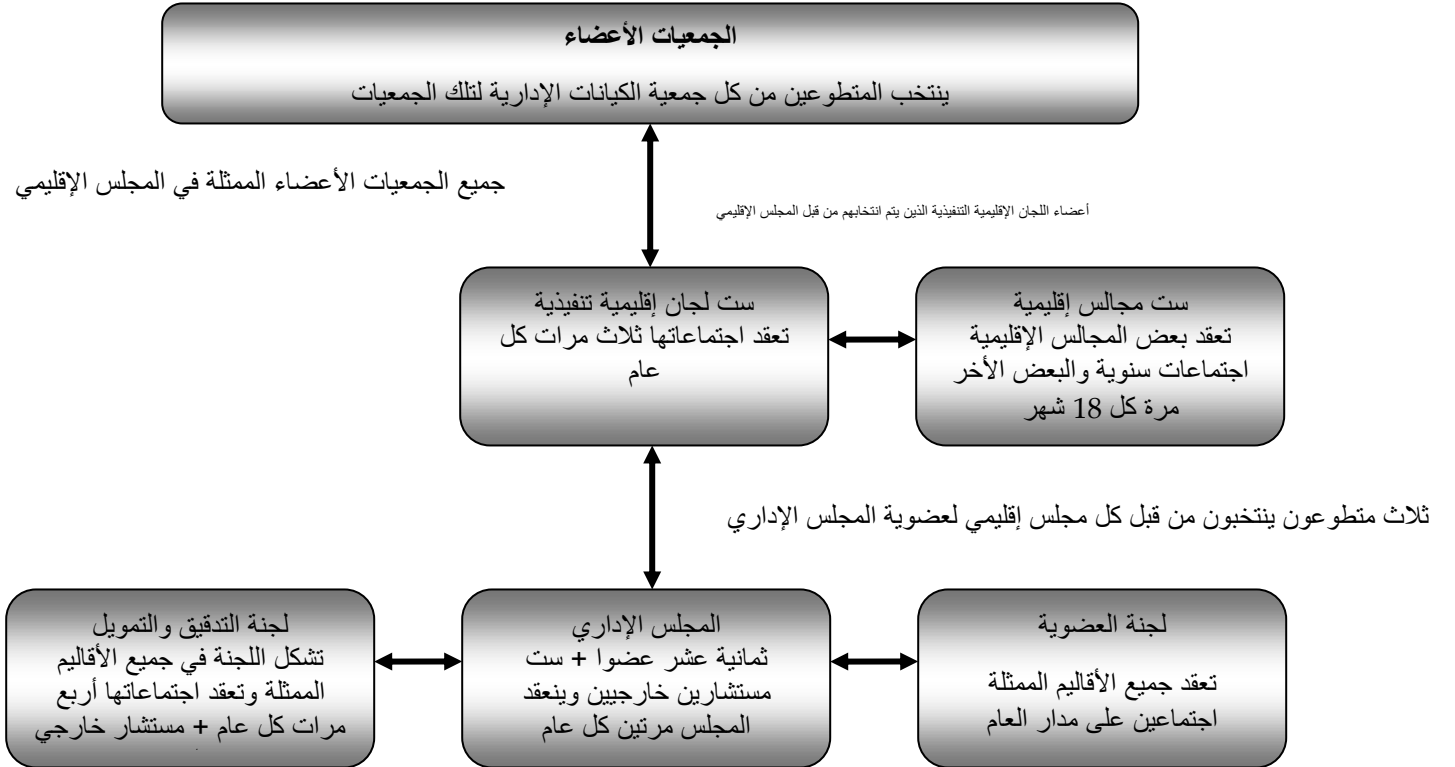 الجمعيات الأعضاء
ينتخب المتطوعين من كل جمعية الكيانات الإدارية لتلك الجمعيات
جميع الجمعيات الأعضاء الممثلة في المجلس الإقليمي
أعضاء اللجان الإقليمية التنفيذية الذين يتم انتخابهم من قبل المجلس الإقليمي
ست مجالس إقليمية
تعقد بعض المجالس الإقليمية
اجتماعات سنوية والبعض الأخر
مرة كل 18 شهر
ست لجان إقليمية تنفيذية
تعقد اجتماعاتها ثلاث مرات كل
عام
ثلاث متطوعون ينتخبون من قبل كل مجلس إقليمي لعضوية المجلس الإداري
لجنة العضوية
تعقد جميع الأقاليم الممثلة
اجتماعين على مدار العام
المجلس الإداري
ثمانية عشر عضوا + ست
مستشارين خارجيين وينعقد
المجلس مرتين كل عام
لجنة التدقيق والتمويل
تشكل اللجنة في جميع الأقاليم
الممثلة وتعقد اجتماعاتها أربع
مرات كل عام + مستشار خارجي